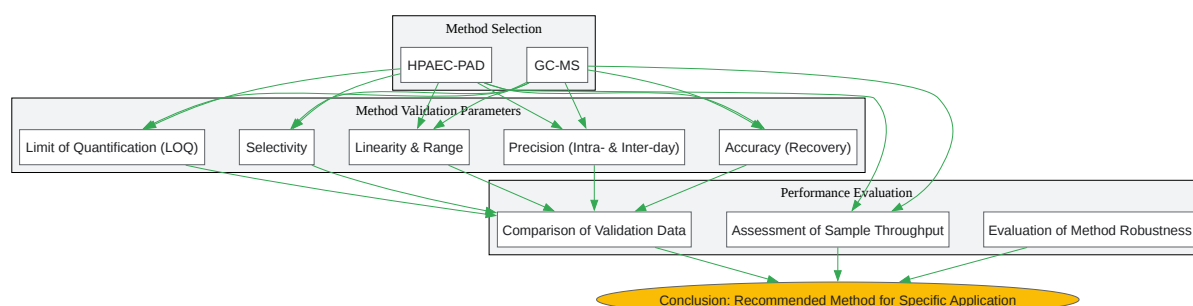 Method Selection
HPAEC-PAD
GC-MS
Method Validation Parameters
Limit of Quantification (LOQ)
Selectivity
Linearity & Range
Precision (Intra- & Inter-day)
Accuracy (Recovery)
Performance Evaluation
Comparison of Validation Data
Assessment of Sample Throughput
Evaluation of Method Robustness
Conclusion: Recommended Method for Specific Application